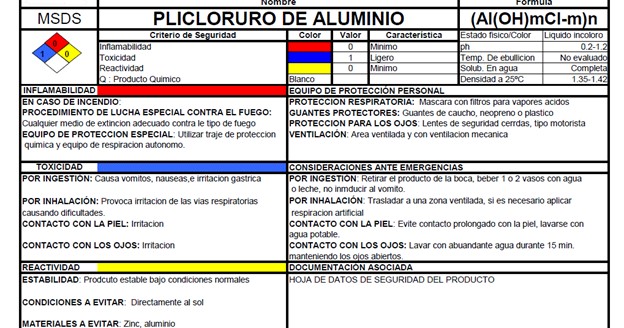 Nombre Fórmula
MSDS PLICLORURO DE ALUMINIO (Al(OH)mCl-m)n
Criterio de Seguridad Color Valor Característica Estado fisico/Color Liquido incoloro
Inflamabilidad 0 Minimo ph 0.2-1.2
Toxicidad 1 Ligero Temp. De ebullicion No evaluado
Reactividad 0 Minimo Solub. En agua Completa
Q : Producto Quimico Blanco Densidad a 25ºC 1.35-1.42
0
1 0
INFLAMABILIDAD
EN CASO DE INCENDIO:
PROCEDIMIENTO DE LUCHA ESPECIAL CONTRA EL FUEGO:
Cualquier medio de extincion adecuado contra le tipo de fuego
EQUIPO DE PROTECCION ESPECIAL: Utilizar traje de proteccion
quimica y equipo de respiracion autonomo.
EQUIPO DE PROTECCIÓN PERSONAL
PROTECCION RESPIRATORIA: Mascara con filtros para vapores acidos
GUANTES PROTECTORES: Guantes de caucho, neopreno o plastico
PROTECCION PARA LOS OJOS: Lentes de seguridad cerrdas, tipo motorista
VENTILACIÓN: Area ventilada y con ventilacion mecanica
TOXICIDAD
POR INGESTIÓN: Causa vomitos, nauseas,e irritacion gastrica
POR INHALACIÓN: Provoca irritacion de las vias respiratorias
causando dificultades.
CONTACTO CON LA PIEL: Irritacion
CONTACTO CON LOS OJOS: Irritacion
CONSIDERACIONES ANTE EMERGENCIAS
POR INGESTIÓN: Retirar el producto de la boca, beber 1 o 2 vasos con agua
o leche, no inmducir al vomito.
POR INHALACIÓN: Trasladar a una zona ventilada, si es necesario aplicar
respiracion artificial
CONTACTO CON LA PIEL: Evite contacto prolongado con la piel, lavarse con
agua potable.
CONTACTO CON LOS OJOS: Lavar con abuandante agua durante 15 min.
manteniendo los ojos abiertos.
REACTIVIDAD
ESTABILIDAD: Prodcuto estable bajo condiciones normales
CONDICIONES A EVITAR: Directamente al sol
MATERIALES A EVITAR: Zinc, aluminio
DOCUMENTACIÓN ASOCIADA
HOJA DE DATOS DE SEGURIDAD DEL PRODUCTO